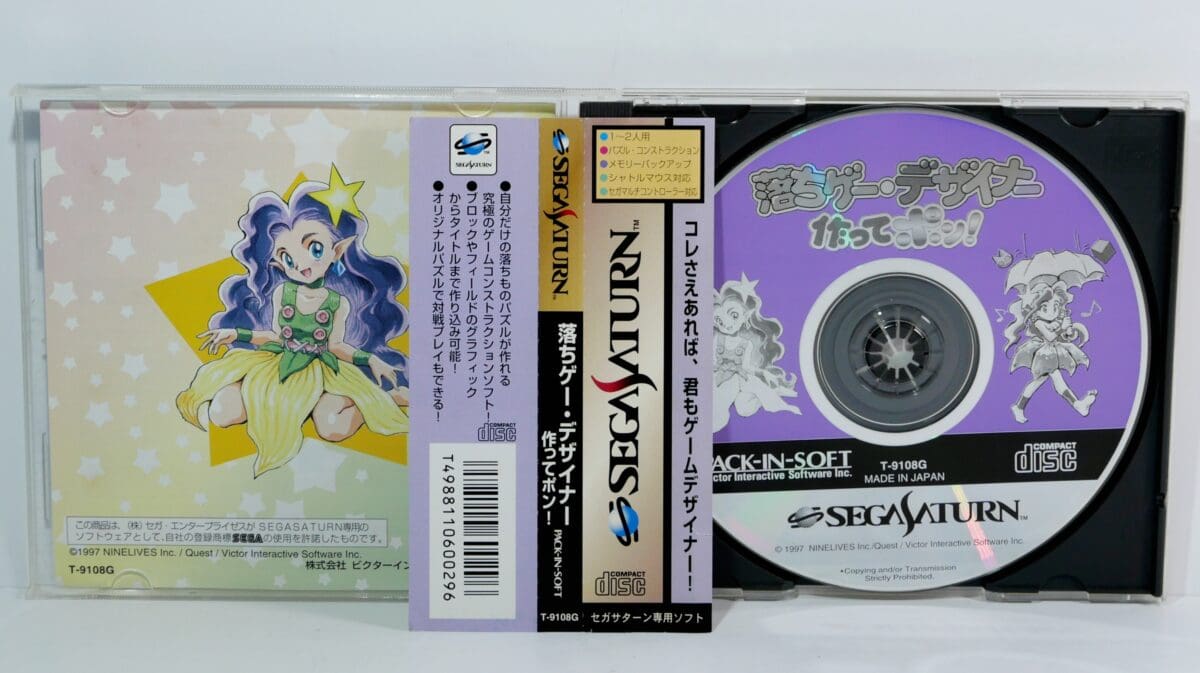 この商品は、(株) セガ・エンタープライゼスがSEGASATURN専用の
ソフトウェアとして、自社の登録商標SEGAの使用を許諾したものです。
©1997 NINELIVES Inc. / Quest / Victor Interactive Software Inc.
株式会社 ビクターイン
T-9108G
SEGASATURN™
●自分だけの落ちものパズルが作れる
究極のゲームコンストラクションソフト!
●ブロックやフィールドのグラフィック
からタイトルまで作り込み可能!
●オリジナルパズルで対戦プレイもできる!
COMPACT
disc
T4988110600296
SEGASATURN™
落ちゲー・デザイナー
作ってポン!
PACK-IN-SOFT
T-9108G
●1〜2人用
●パズル・コンストラクション
●メモリーバックアップ
●シャトルマウス対応
●セガマルチコントローラー対応
SEGASATURN™
コレさえあれば、君もゲームデザイナー!
COMPACT
disc
セガサターン専用ソフト
落ちゲー・デザイナー
作ってポン!
PACK-IN-SOFT
Victor Interactive Software Inc.
T-9108G
MADE IN JAPAN
COMPACT
disc
SEGASATURN™
©1997 NINELIVES Inc./Quest / Victor Interactive Software Inc.
•Copying and/or Transmission
Strictly Prohibited.